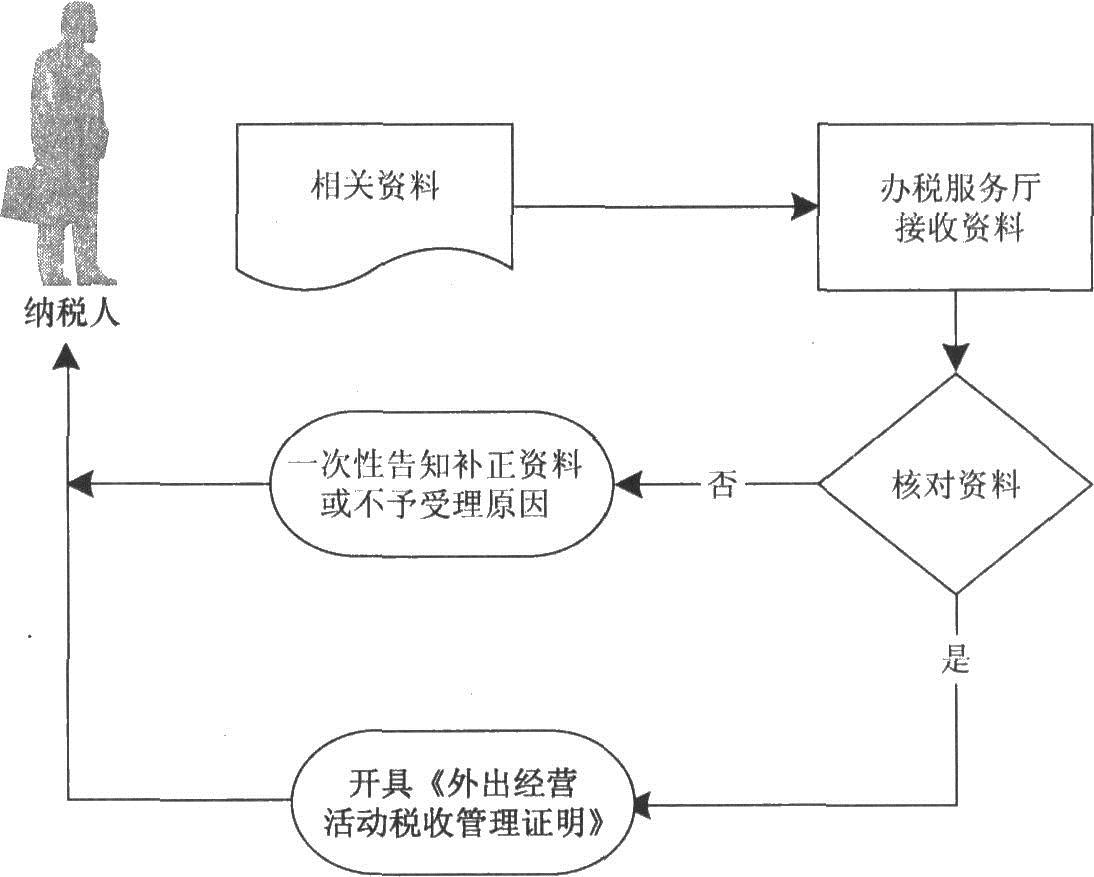 相关资料
办税服务厅
接收资料
纳税人
一次性告知补正资料
或不予受理原因
否
核对资料
是
开具《外出经营
活动税收管理证明》